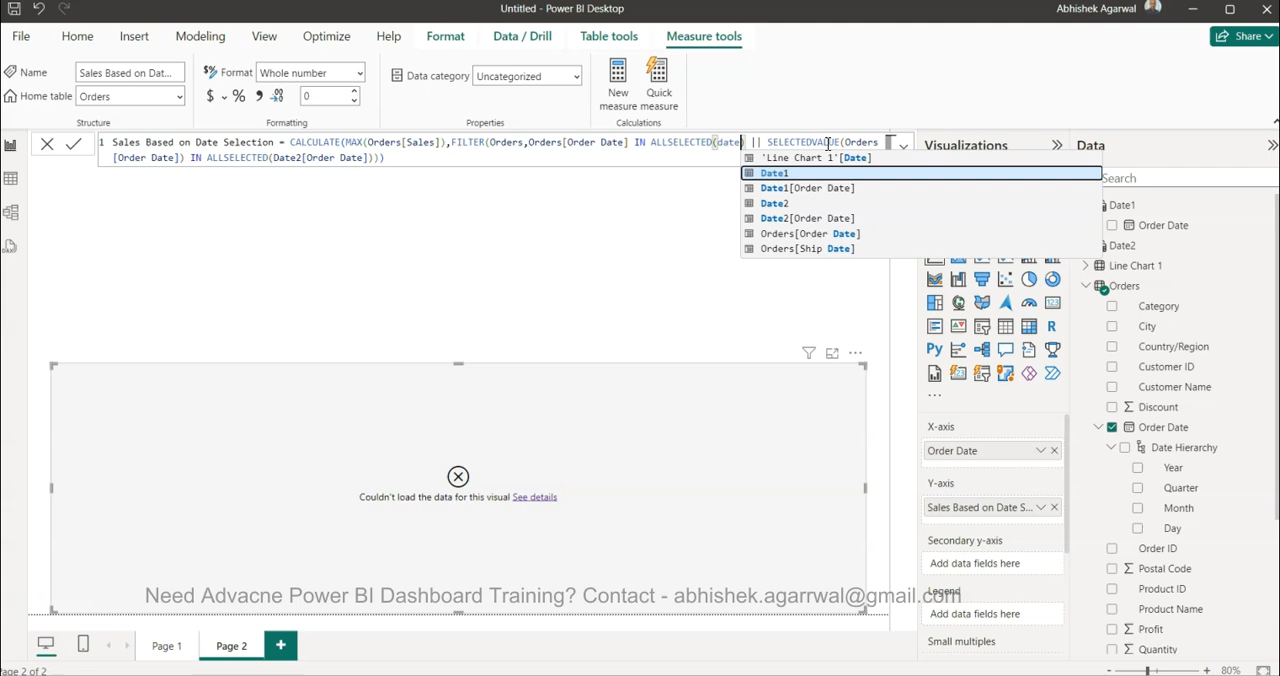 Untitled - Power BI Desktop
Abhishek Agarwal
File Home Insert Modeling View Optimize Help Format Data / Drill Table tools Measure tools
Share
Name
Sales Based on Dat...
Format
Whole number
Data category
Uncategorized
Home table
Orders
$ % 9 .00
0
New measure
Quick measure
Structure
Formatting
Properties
Calculations
1 Sales Based on Date Selection = CALCULATE(MAX(Orders[Sales]),FILTER(Orders,Orders[Order Date] IN ALLSELECTED(date) || SELECTEDVALUE(Orders
[Order Date]) IN ALLSELECTED(Date2[Order Date])))
'Line Chart 1'[Date]
Date1
Date1[Order Date]
Date2
Date2[Order Date]
Orders[Order Date]
Orders[Ship Date]
Visualizations
Data
Search
Date1
Order Date
Date2
Line Chart 1
Orders
Category
City
Country/Region
Customer ID
Customer Name
Discount
Order Date
Date Hierarchy
Year
Quarter
Month
Day
Order ID
Postal Code
Product ID
Product Name
Profit
Quantity
123
R
Py
X-axis
Order Date
Y-axis
Sales Based on Date S...
Secondary y-axis
Add data fields here
Legend
Add data fields here
Small multiples
Couldn't load the data for this visual See details
Need Advacne Power BI Dashboard Training? Contact - abhishek.agarrwal@gmail.com
Page 1
Page 2
Page 2 of 2
80%